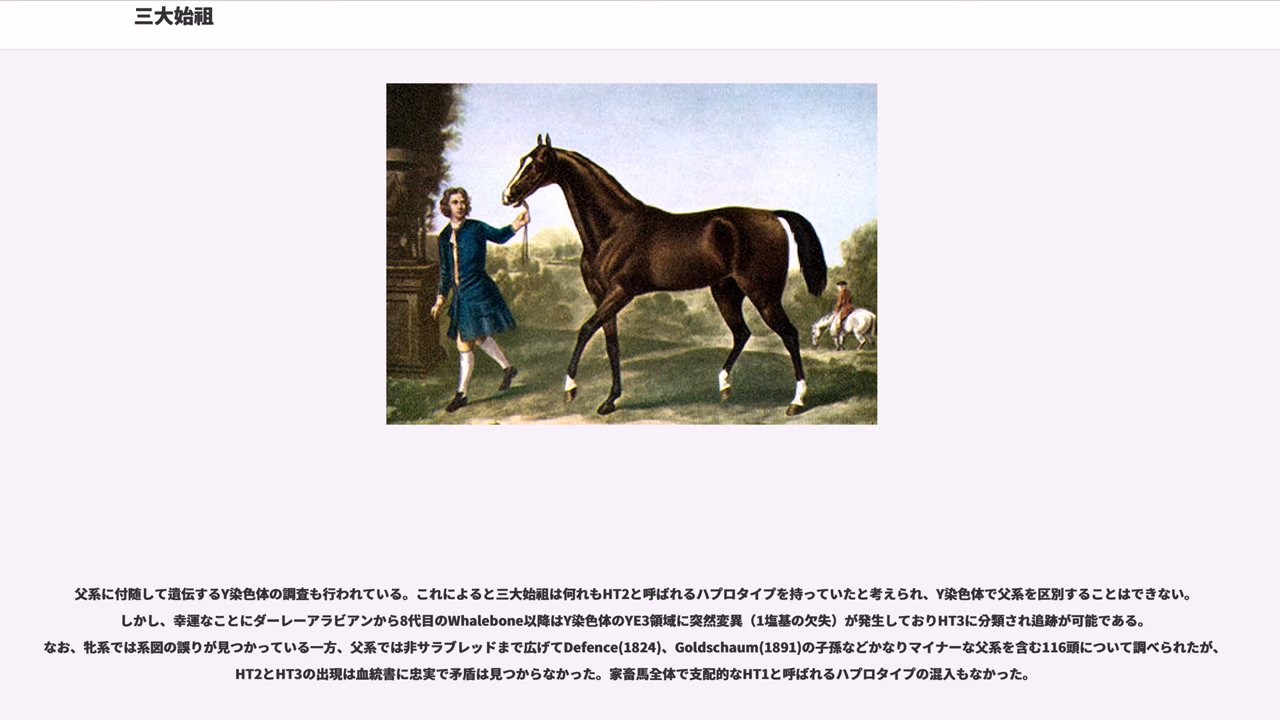 三大始祖
父系に付随して遺伝するY染色体の調査も行われている。これによると三大始祖は何れもHT2と呼ばれるハプロタイプを持っていたと考えられ、Y染色体で父系を区別することはできない。
しかし、幸運なことにダーレーアラビアンから8代目のWhalebone以降はY染色体のYE3領域に突然変異（1塩基の欠失）が発生しておりHT3に分類され追跡が可能である。
なお、牝系では系図の誤りが見つかっている一方、父系では非サラブレッドまで広げてDefence(1824)、Goldschaum(1891)の子孫などかなりマイナーな父系を含む116頭について調べられたが、
HT2とHT3の出現は血統書に忠実で矛盾は見つからなかった。家畜馬全体で支配的なHT1と呼ばれるハプロタイプの混入もなかった。